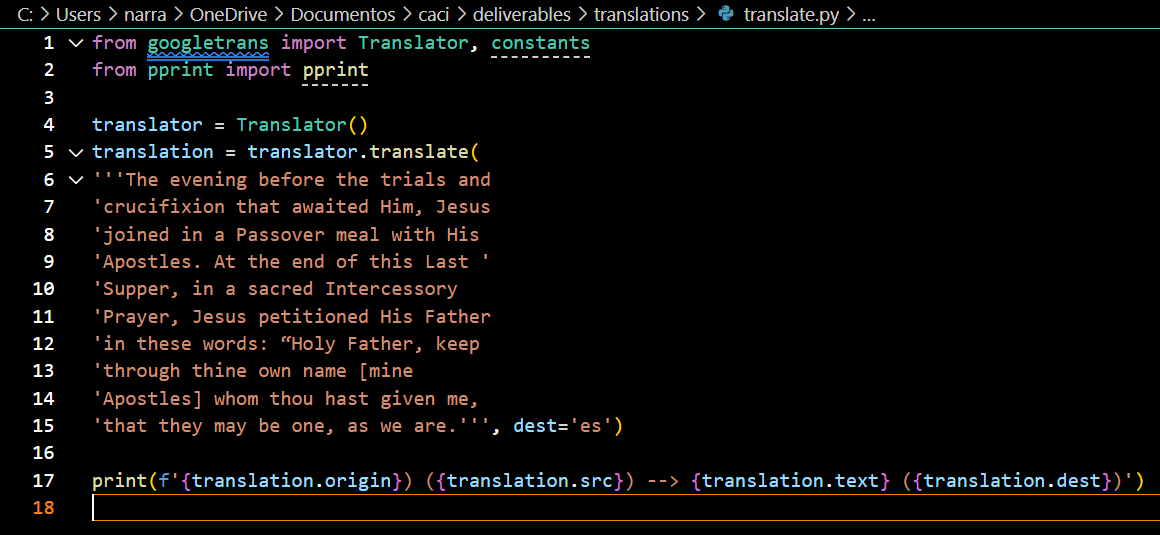 C: > Users > narra > OneDrive > Documentos > caci > deliverables > translations > translate.py > ...
1 from googletrans import Translator, constants
2 from pprint import pprint
3
4 translator = Translator()
5 translation = translator.translate(
6 '''The evening before the trials and
7 'crucifixion that awaited Him, Jesus
8 'joined in a Passover meal with His
9 'Apostles. At the end of this Last '
10 'Supper, in a sacred Intercessory
11 'Prayer, Jesus petitioned His Father
12 'in these words: “Holy Father, keep
13 'through thine own name [mine
14 'Apostles] whom thou hast given me,
15 'that they may be one, as we are.''', dest='es')
16
17 print(f'{translation.origin}) ({translation.src}) --> {translation.text} ({translation.dest})')
18